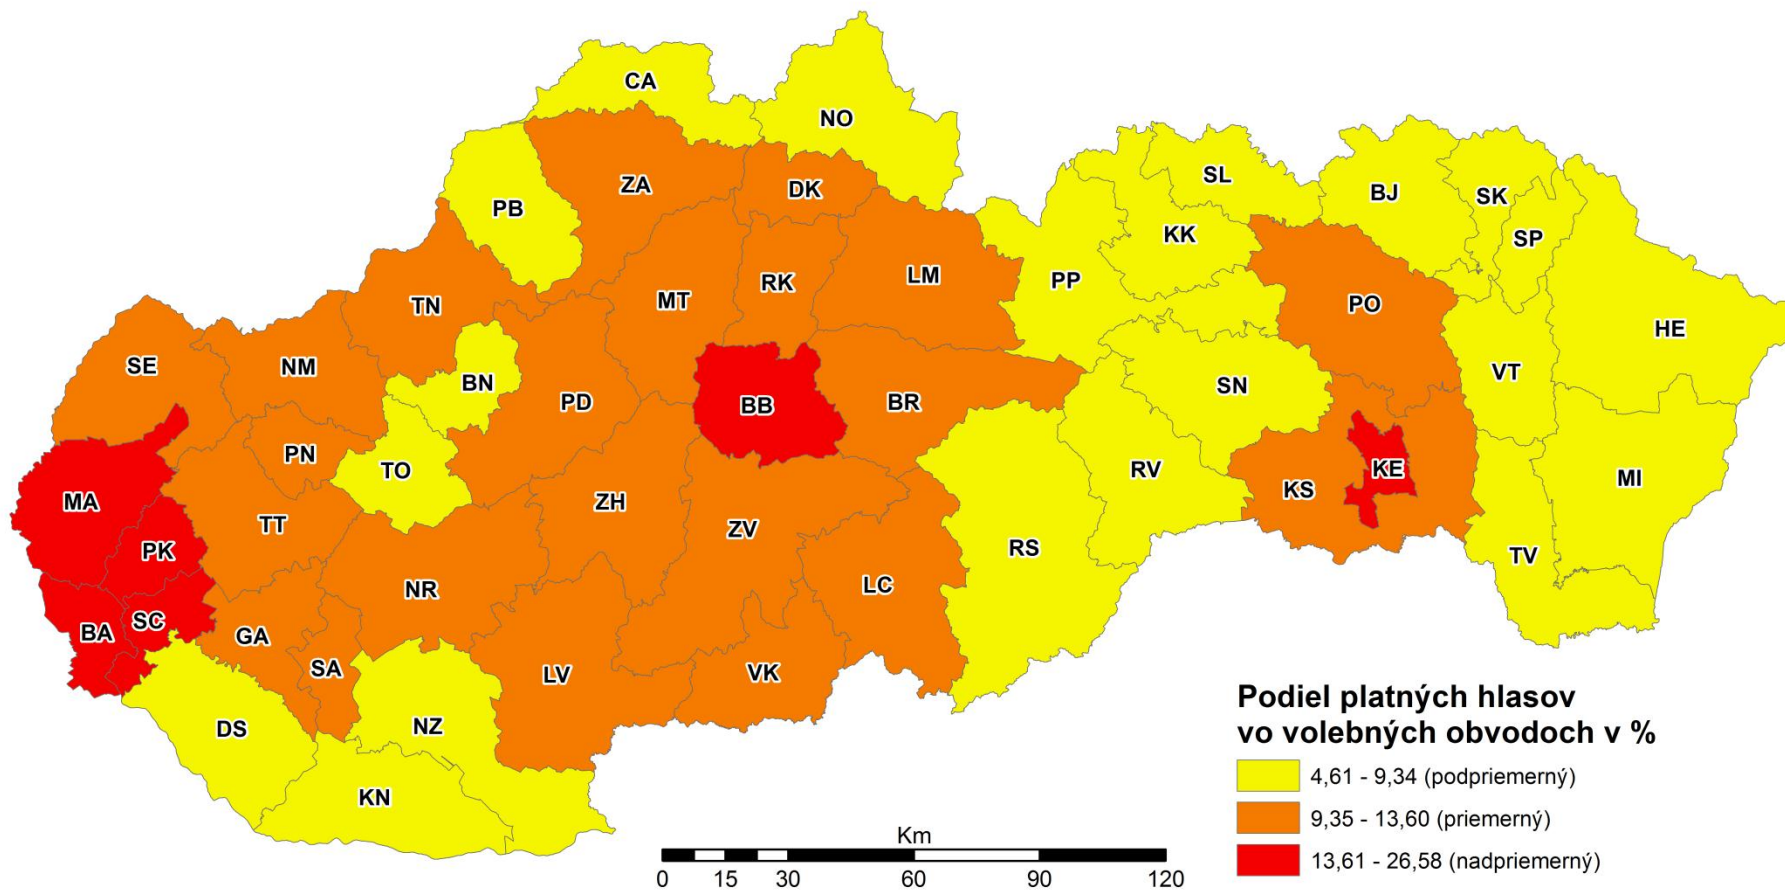 CA
NO
ZA
DK
PB
SL
BJ
SK
KK
SP
TN
MT
RK
LM
PP
PO
HE
SE
NM
BN
PD
BB
BR
SN
VT
PN
TO
MA
TT
ZH
ZV
RV
KS
KE
MI
PK
NR
LC
RS
TV
BA
SC
GA
SA
LV
VK
DS
NZ
KN
Podiel platných hlasov
vo volebných obvodoch v %
4,61 - 9,34 (podpriemerný)
9,35 - 13,60 (priemerný)
13,61 - 26,58 (nadpriemerný)
Km
0 15 30 60 90 120